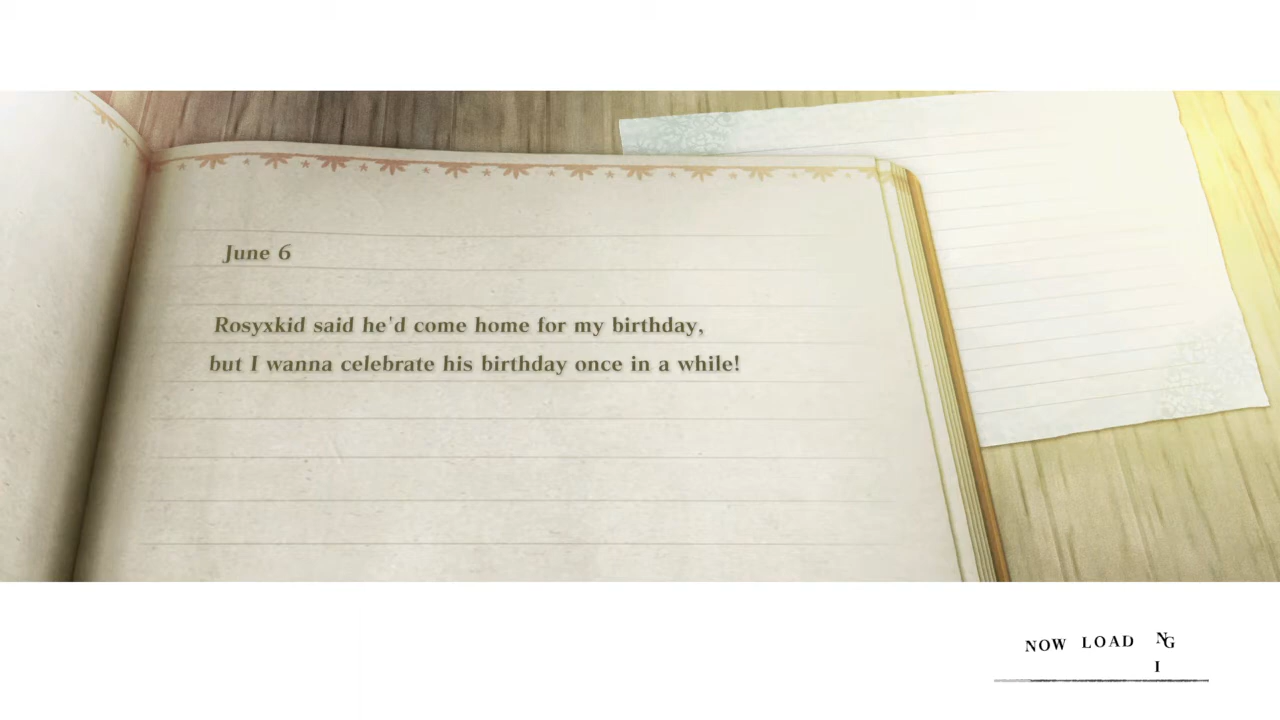 June 6
Rosyxkid said he'd come home for my birthday,
but I wanna celebrate his birthday once in a while!
NOW LOADING